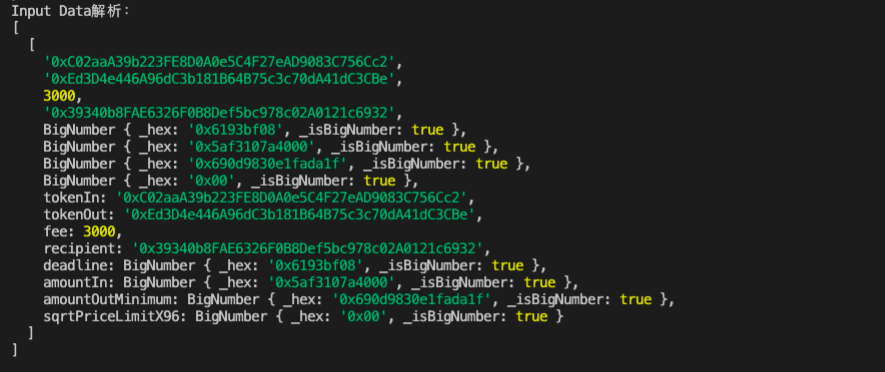 Input Data解析:
[
[
'0xC02aaA39b223FE8D0A0e5C4F27eAD9083C756Cc2',
'0xEd3D4e446A96dC3b181B64B75c3c70dA41dC3CBe',
3000,
'0x39340b8FAE6326F0B8Def5bc978c02A0121c6932',
BigNumber { _hex: '0x6193bf08', _isBigNumber: true },
BigNumber { _hex: '0x5af3107a4000', _isBigNumber: true },
BigNumber { _hex: '0x690d9830e1fada1f', _isBigNumber: true },
BigNumber { _hex: '0x00', _isBigNumber: true },
tokenIn: '0xC02aaA39b223FE8D0A0e5C4F27eAD9083C756Cc2',
tokenOut: '0xEd3D4e446A96dC3b181B64B75c3c70dA41dC3CBe',
fee: 3000,
recipient: '0x39340b8FAE6326F0B8Def5bc978c02A0121c6932',
deadline: BigNumber { _hex: '0x6193bf08', _isBigNumber: true },
amountIn: BigNumber { _hex: '0x5af3107a4000', _isBigNumber: true },
amountOutMinimum: BigNumber { _hex: '0x690d9830e1fada1f', _isBigNumber: true },
sqrtPriceLimitX96: BigNumber { _hex: '0x00', _isBigNumber: true }
]
]